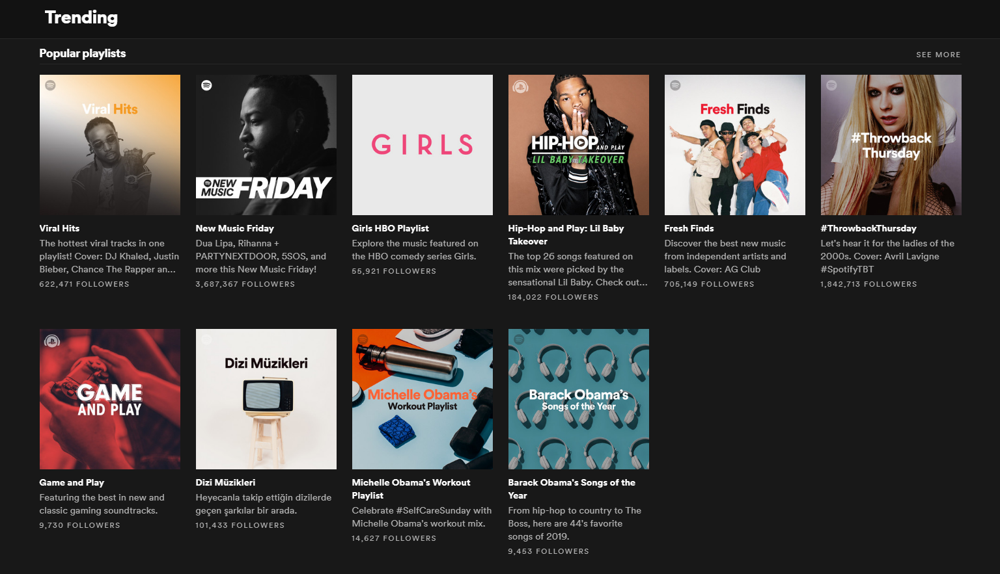 Trending
Popular playlists
SEE MORE
Viral Hits
NEW
MUSIC FRIDAY
GIRLS
HIP-HOP AND PLAY
LIL BABY TAKEOVER
Fresh Finds
#Throwback
Thursday
Viral Hits
The hottest viral tracks in one
playlist! Cover: DJ Khaled, Justin
Bieber, Chance The Rapper an...
622,471 FOLLOWERS
New Music Friday
Dua Lipa, Rihanna +
PARTYNEXTDOOR, 5SOS, and
more this New Music Friday!
3,687,367 FOLLOWERS
Girls HBO Playlist
Explore the music featured on
the HBO comedy series Girls.
55,921 FOLLOWERS
Hip-Hop and Play: Lil Baby
Takeover
The top 26 songs featured on
this mix were picked by the
sensational Lil Baby. Check out...
184,022 FOLLOWERS
Fresh Finds
Discover the best new music
from independent artists and
labels. Cover: AG Club
705,149 FOLLOWERS
#ThrowbackThursday
Let's hear it for the ladies of the
2000s. Cover: Avril Lavigne
#SpotifyTBT
1,842,713 FOLLOWERS
GAME
AND PLAY
Dizi Müzikleri
Michelle Obama's
Workout Playlist
Barack Obama's
Songs of the Year
Game and Play
Featuring the best in new and
classic gaming soundtracks.
9,730 FOLLOWERS
Dizi Müzikleri
Heyecanla takip ettiğin dizilerde
geçen şarkılar bir arada.
101,433 FOLLOWERS
Michelle Obama's Workout
Playlist
Celebrate #SelfCareSunday with
Michelle Obama's workout mix.
14,627 FOLLOWERS
Barack Obama's Songs of the
Year
From hip-hop to country to The
Boss, here are 44's favorite
songs of 2019.
9,453 FOLLOWERS